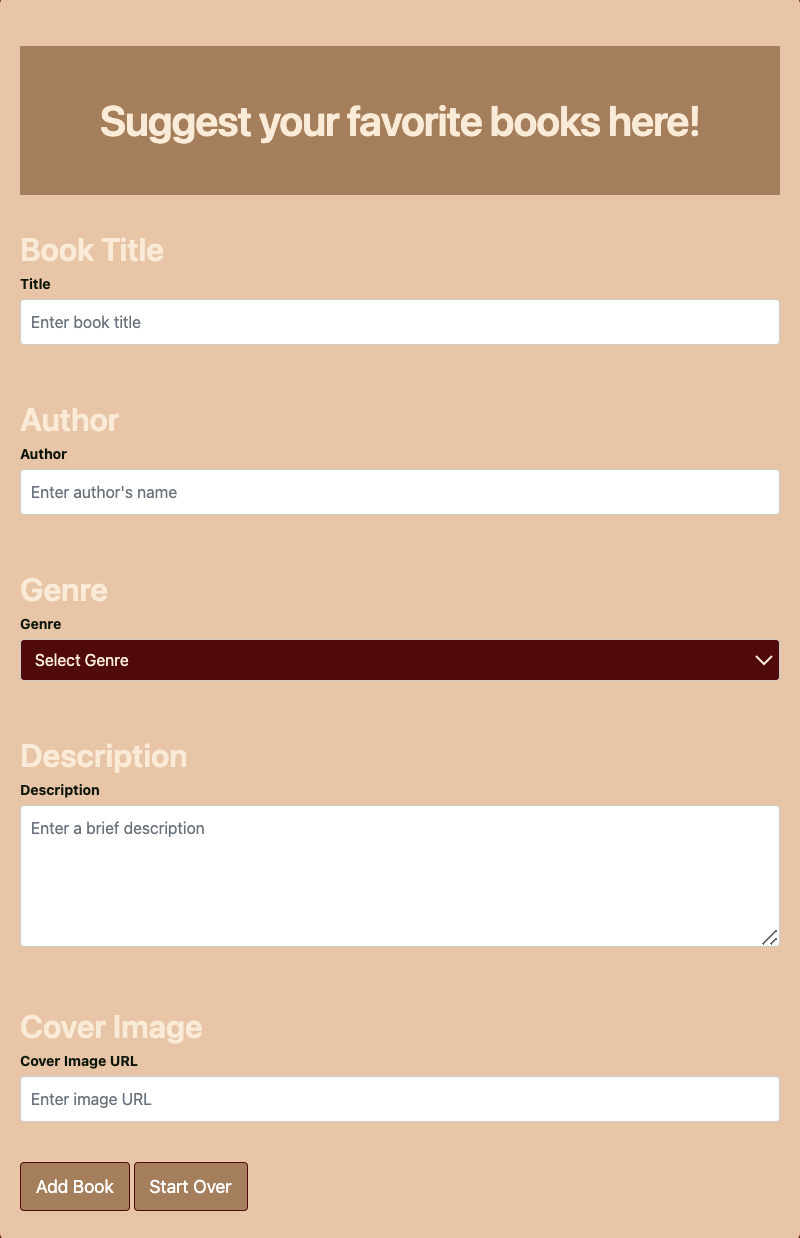 Suggest your favorite books here!
Book Title
Title
Enter book title
Author
Author
Enter author's name
Genre
Genre
Select Genre
Description
Description
Enter a brief description
Cover Image
Cover Image URL
Enter image URL
Add Book Start Over